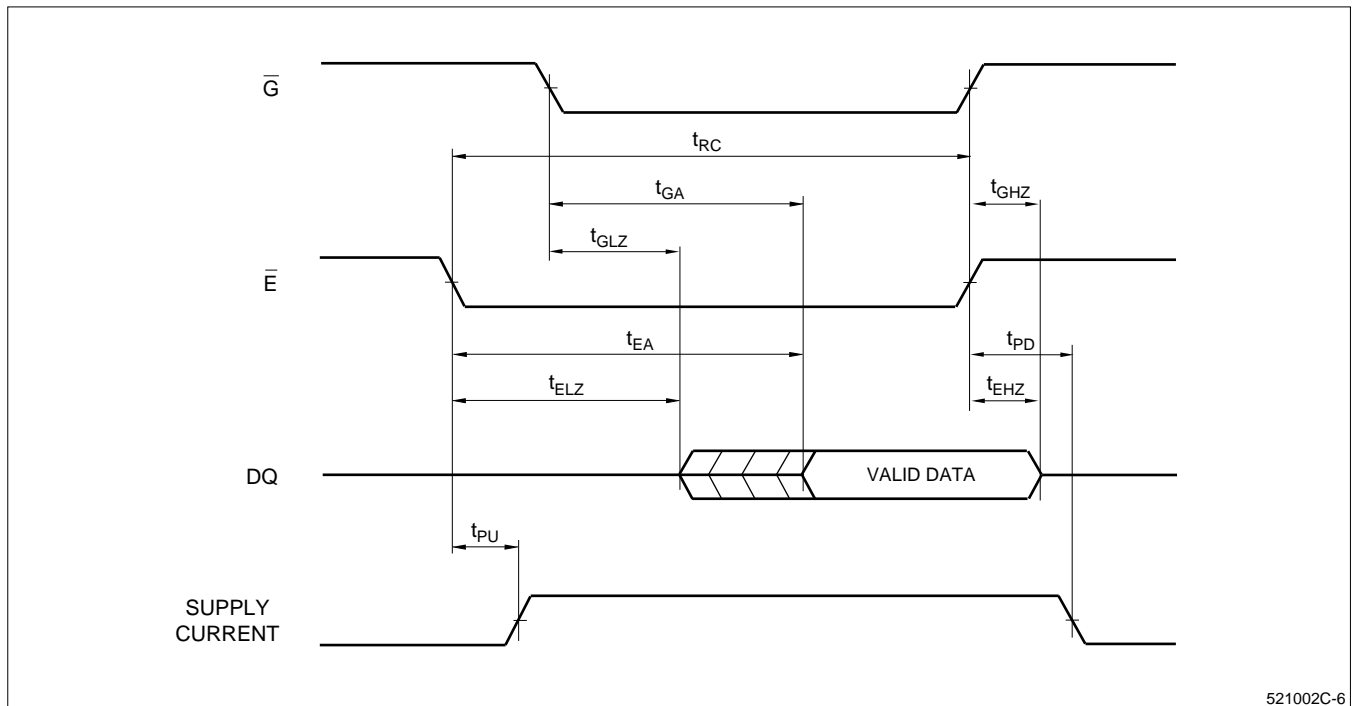 G̅
tRC
tGA
tGHZ
tGLZ
E̅
tEA
tPD
tELZ
tEHZ
DQ
VALID DATA
tPU
SUPPLY
CURRENT
521002C-6